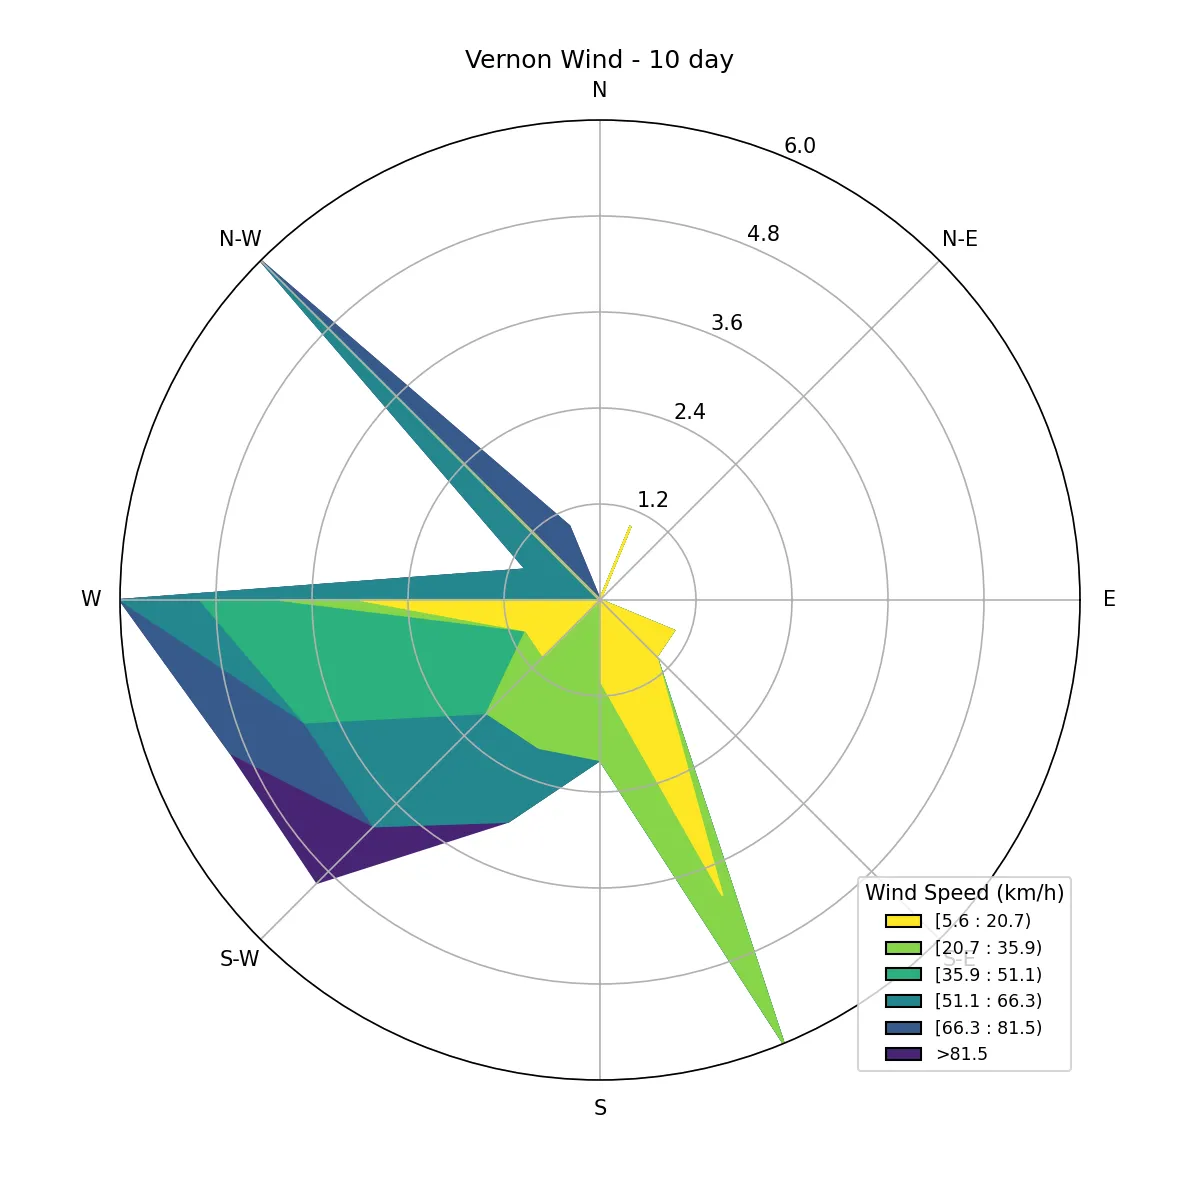 Vernon Wind - 10 day
N
6.0
N-W
4.8
N-E
3.6
2.4
1.2
W
E
S-W
S-E
S
Wind Speed (km/h)
[5.6 : 20.7)
[20.7 : 35.9)
[35.9 : 51.1)
[51.1 : 66.3)
[66.3 : 81.5)
>81.5